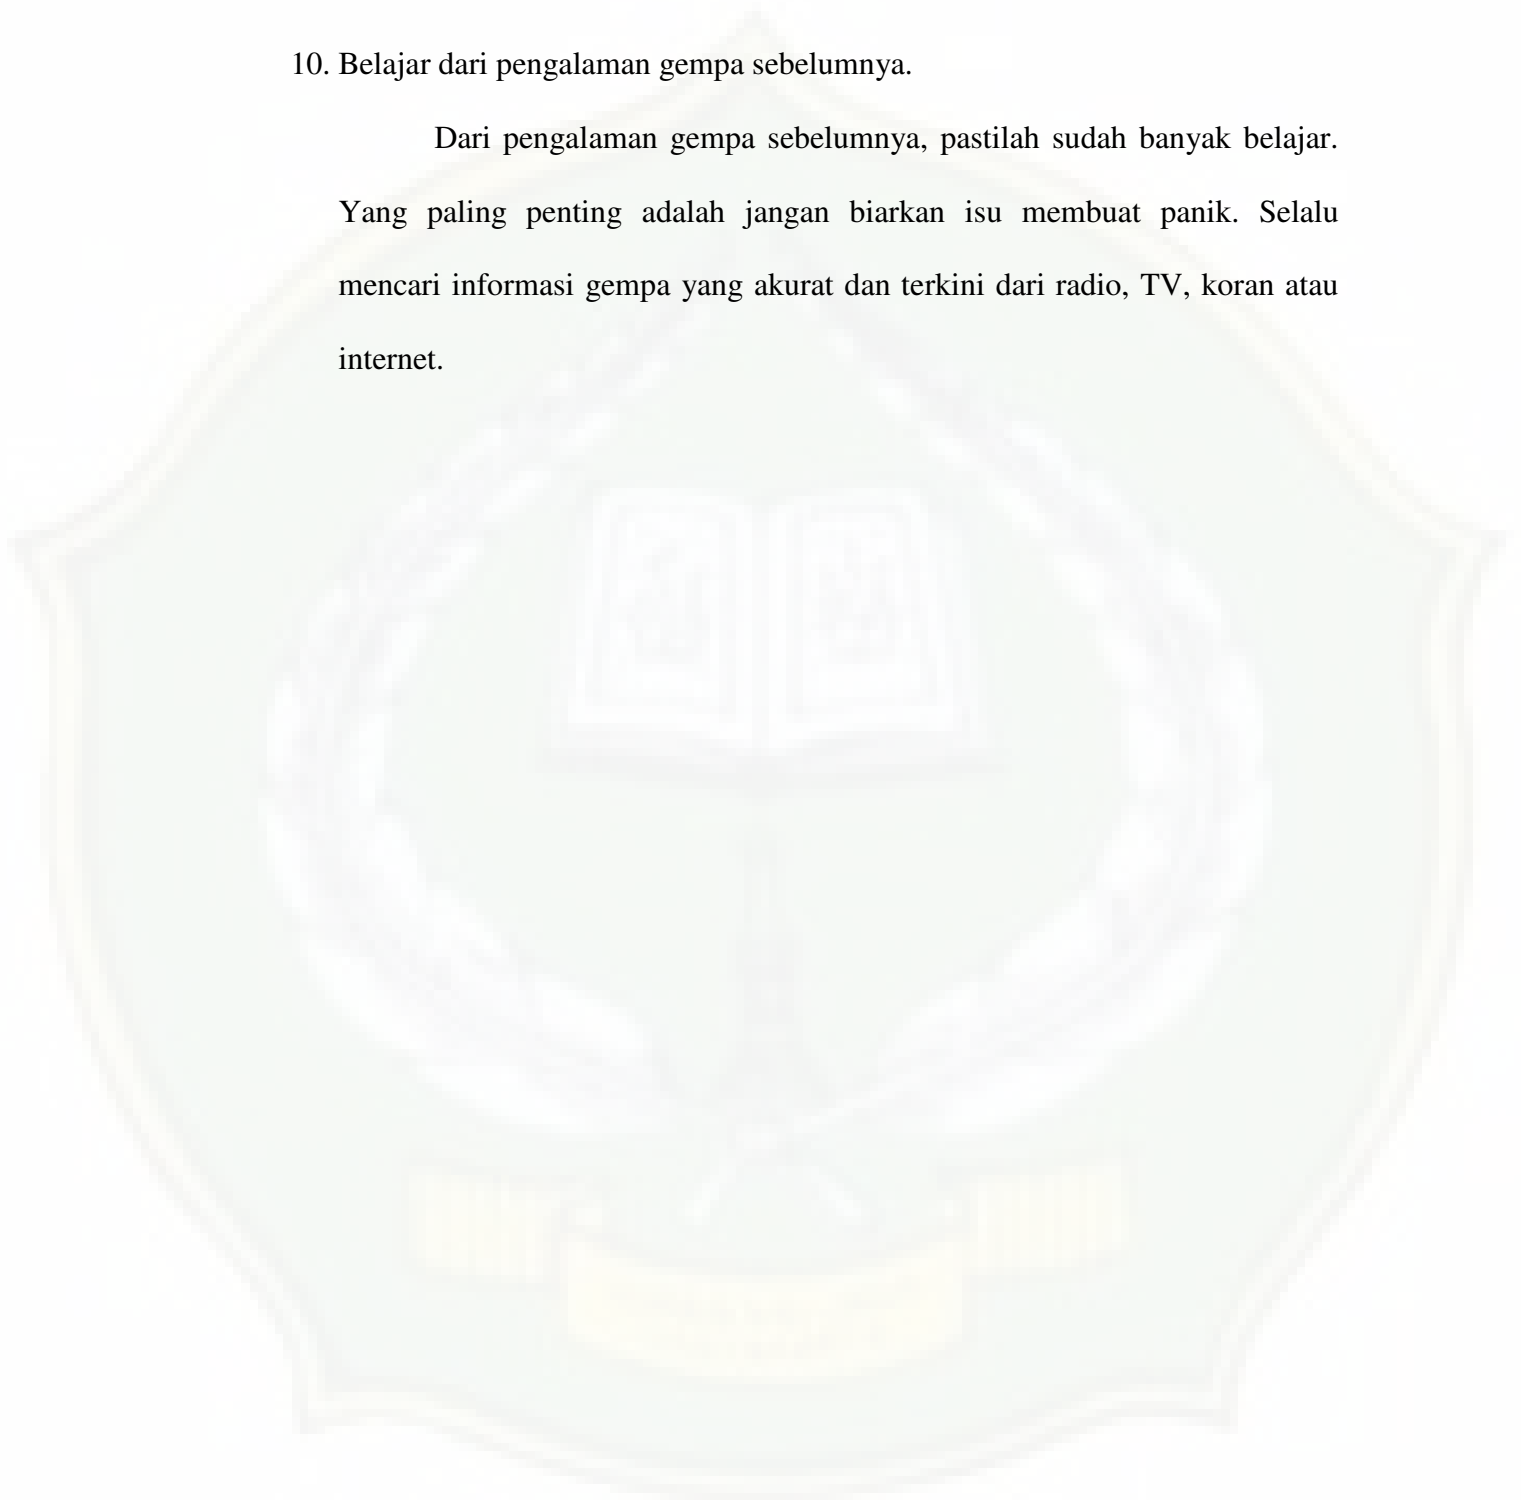 10. Belajar dari pengalaman gempa sebelumnya.
Dari pengalaman gempa sebelumnya, pastilah sudah banyak belajar.
Yang paling penting adalah jangan biarkan isu membuat panik. Selalu
mencari informasi gempa yang akurat dan terkini dari radio, TV, koran atau
internet.